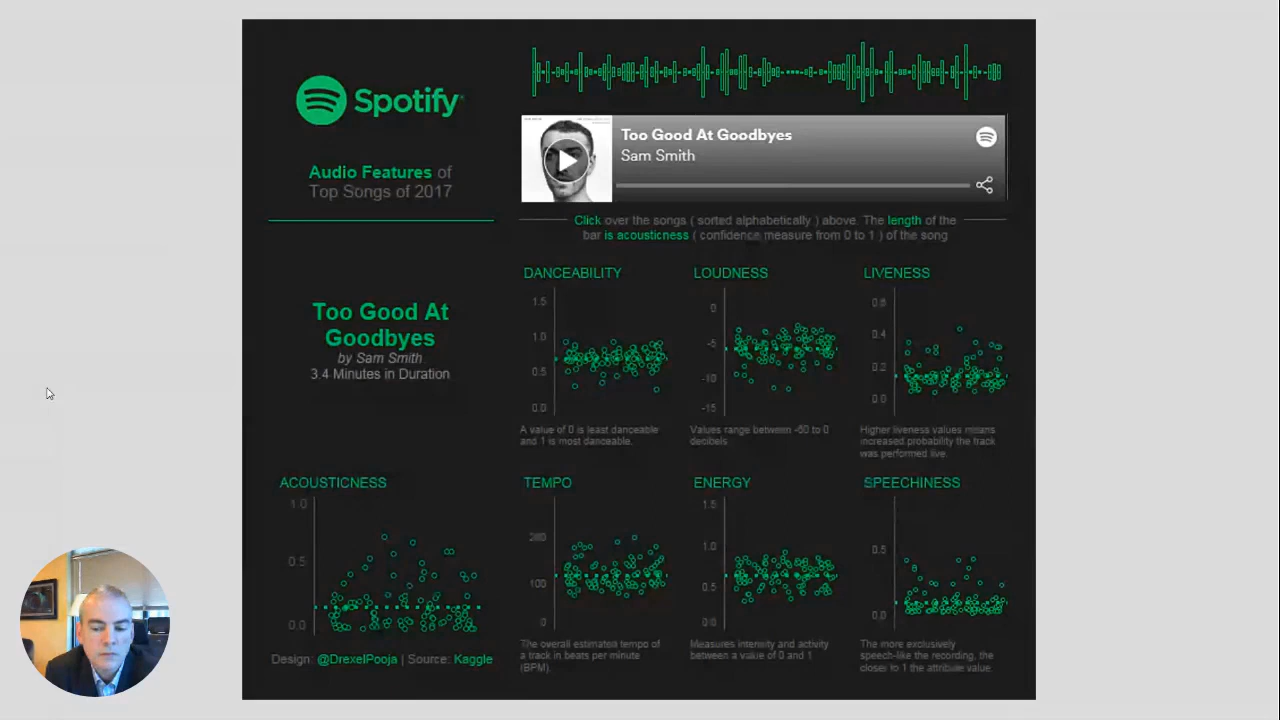 Spotify
Audio Features of
Top Songs of 2017
Too Good At Goodbyes
Sam Smith
Click over the songs ( sorted alphabetically ) above. The length of the
bar is acousticness ( confidence measure from 0 to 1 ) of the song
Too Good At
Goodbyes
by Sam Smith
3.4 Minutes in Duration
DANCEABILITY
1.5
1.0
0.5
0.0
A value of 0 is least danceable
and 1 is most danceable.
LOUDNESS
0
-5
-10
-15
Values range between -60 to 0
decibels
LIVENESS
0.6
0.4
0.2
0.0
Higher liveness values means
increased probability the track
was performed live.
ACOUSTICNESS
1.0
0.5
0.0
TEMPO
200
100
0
The overall estimated tempo of
a track in beats per minute
(BPM).
ENERGY
1.5
1.0
0.5
0.0
Measures intensity and activity
between a value of 0 and 1
SPEECHINESS
0.5
0.0
The more exclusively
speech-like the recording, the
closer to 1 the attribute value.
Design: @DrexelPooja | Source: Kaggle